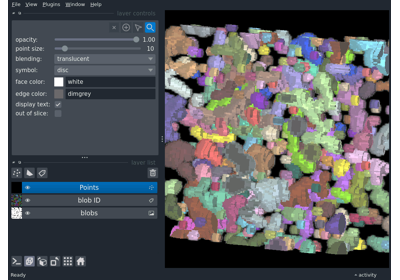 File View Plugins Window Help
layer controls
opacity: 1.00
point size: 10
blending: translucent
symbol: disc
face color: white
edge color: dimgrey
display text:
out of slice:
layer list
Points
blob ID
blobs
Ready
activity